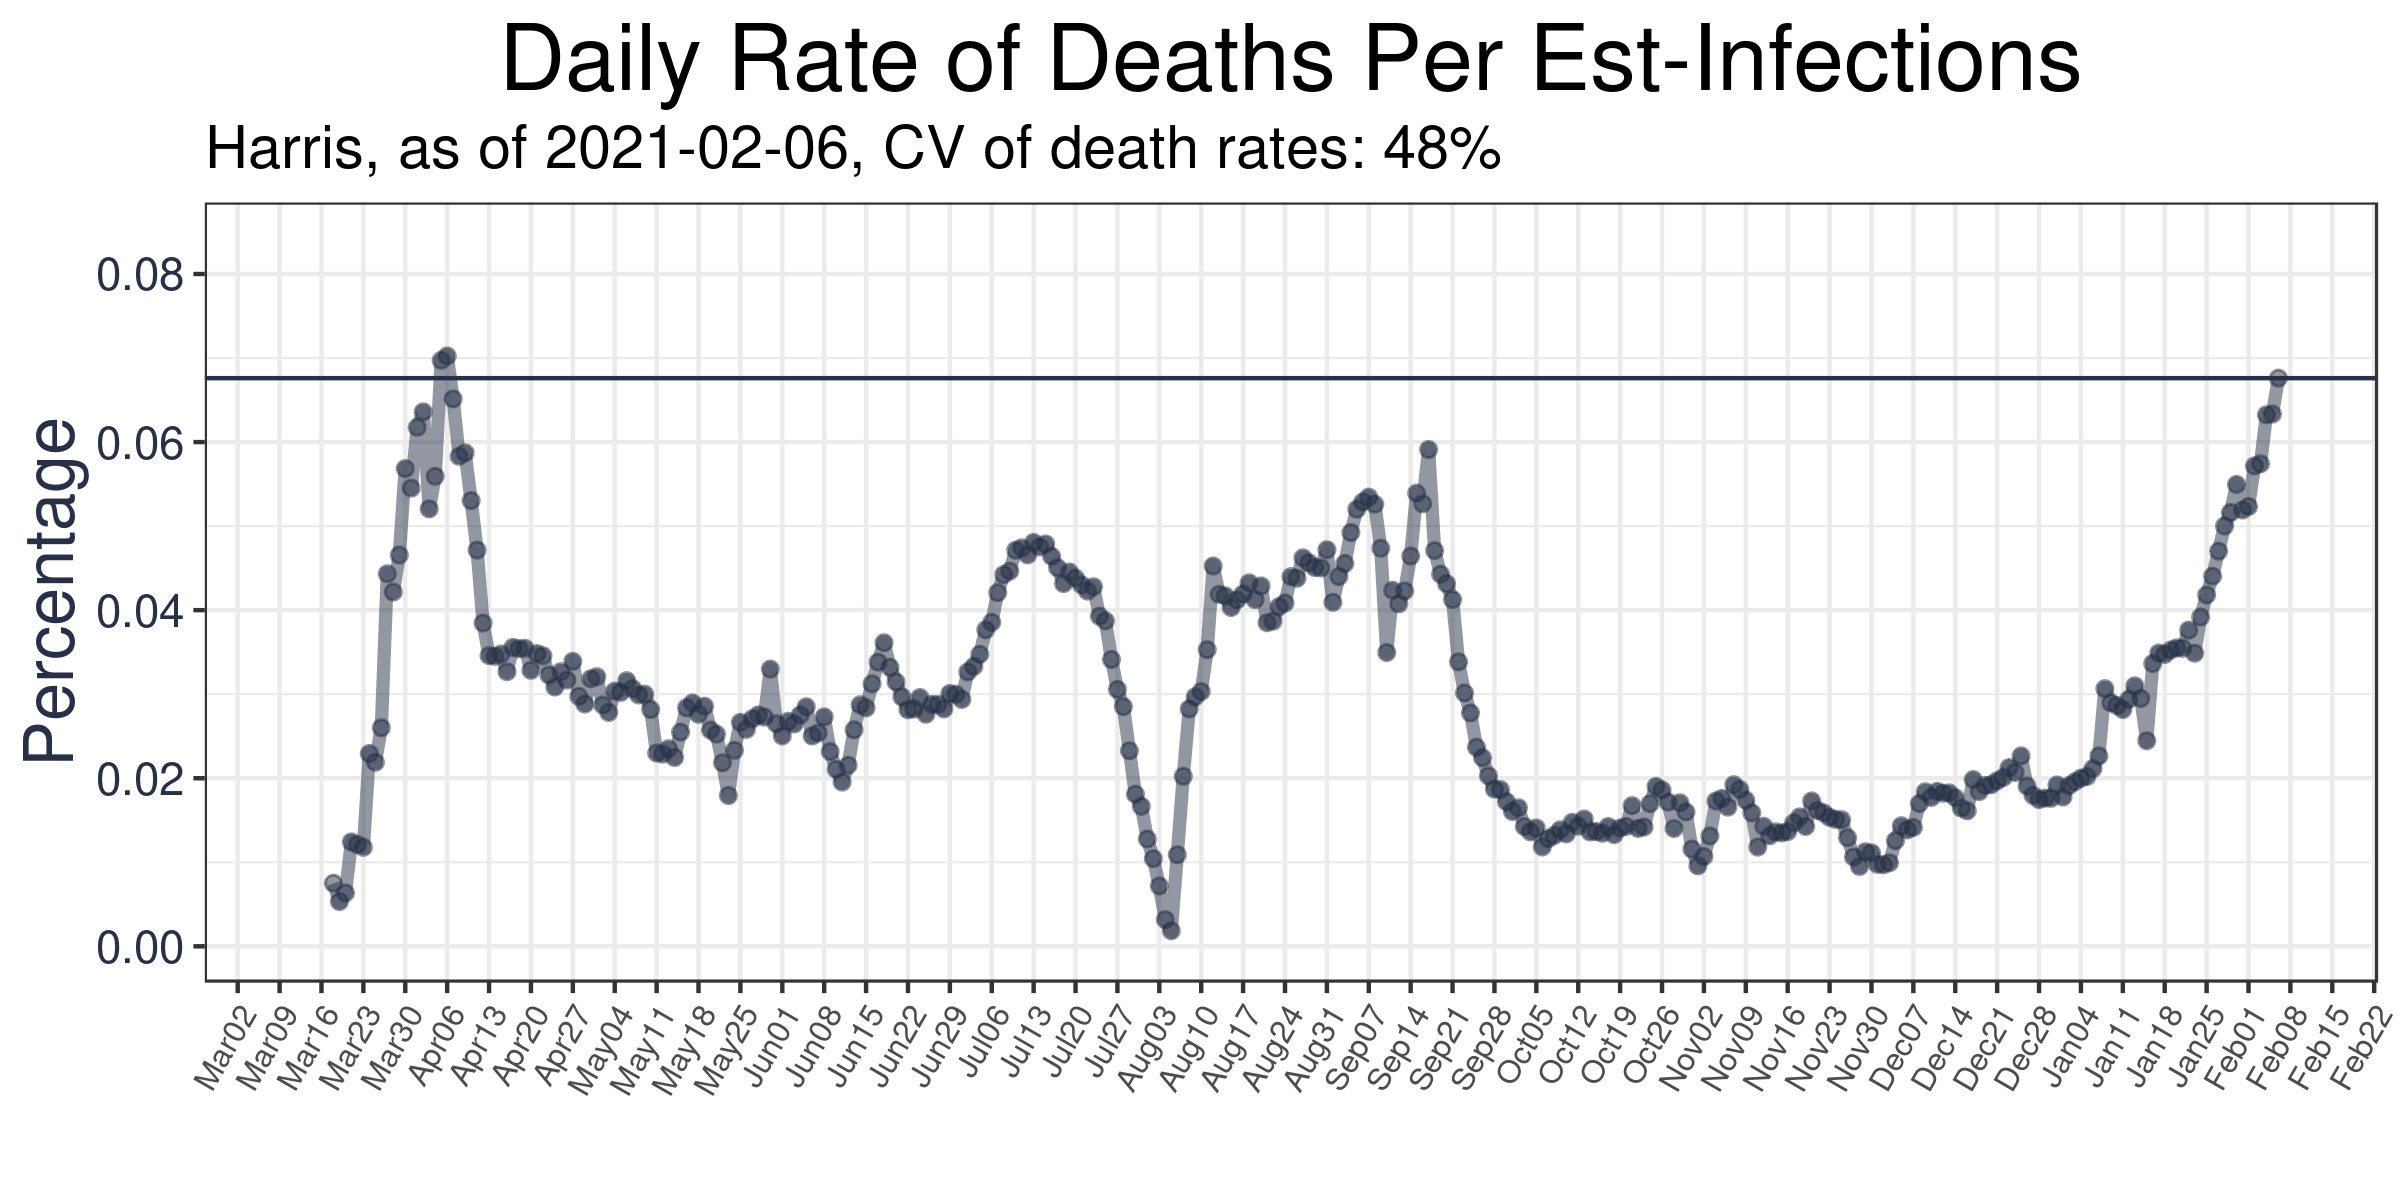 Daily Rate of Deaths Per Est-Infections
Harris, as of 2021-02-06, CV of death rates: 48%
Percentage
0.08
0.06
0.04
0.02
0.00
Mar02
Mar09
Mar16
Mar23
Mar30
Apr06
Apr13
Apr20
Apr27
May04
May11
May18
May25
Jun01
Jun08
Jun15
Jun22
Jun29
Jul06
Jul13
Jul20
Jul27
Aug03
Aug10
Aug17
Aug24
Aug31
Sep07
Sep14
Sep21
Sep28
Oct05
Oct12
Oct19
Oct26
Nov02
Nov09
Nov16
Nov23
Nov30
Dec07
Dec14
Dec21
Dec28
Jan04
Jan11
Jan18
Jan25
Feb01
Feb08
Feb15
Feb22